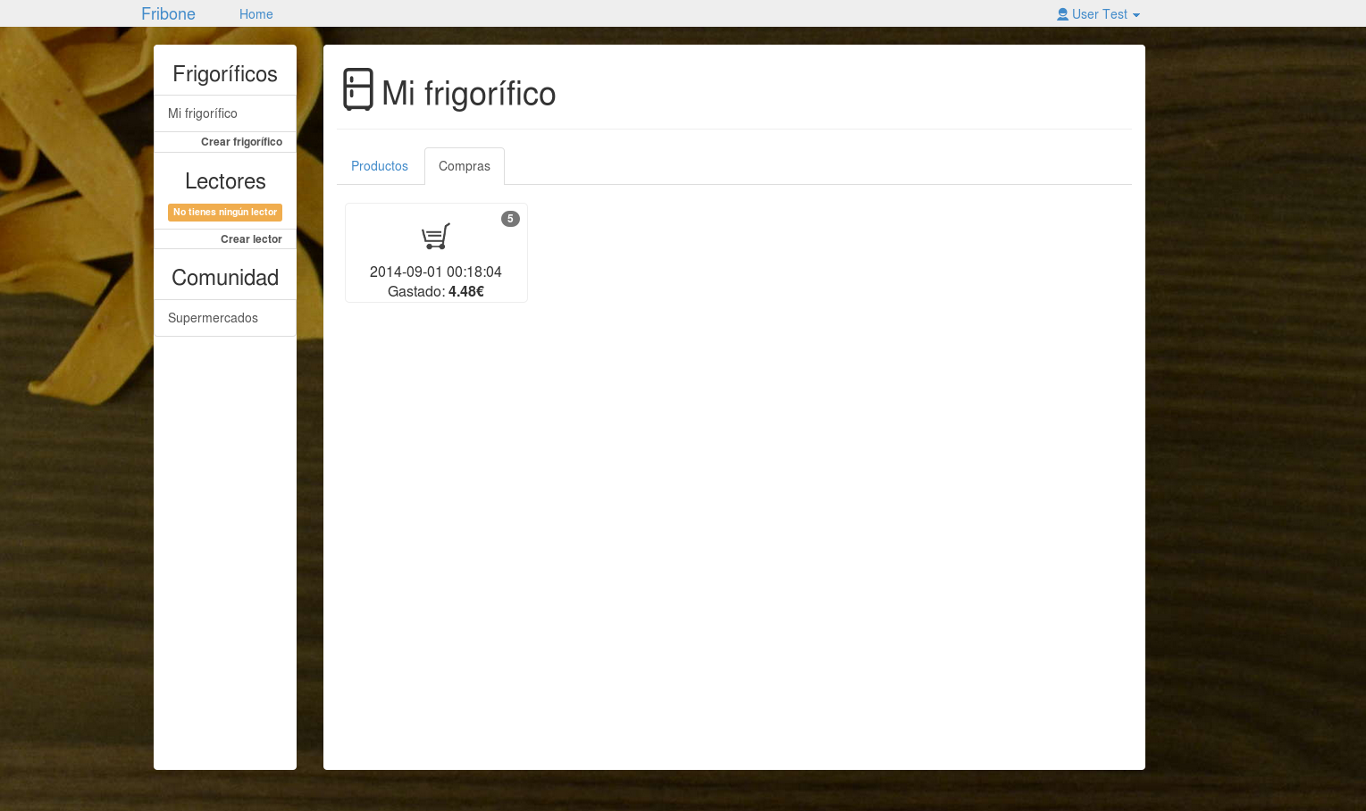 Fribone
Home
User Test
Frigoríficos
Mi frigorífico
Crear frigorífico
Lectores
No tienes ningún lector
Crear lector
Comunidad
Supermercados
Mi frigorífico
Productos
Compras
5
2014-09-01 00:18:04
Gastado: 4.48€